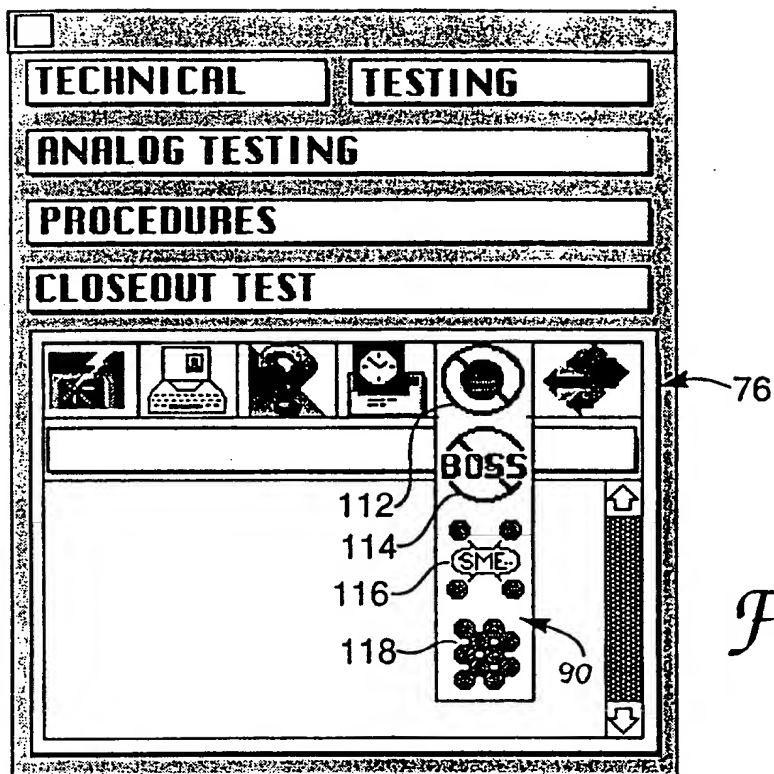 TECHNICAL TESTING
ANALOG TESTING
PROCEDURES
CLOSEOUT TEST
76
BOSS
112
114
SME
116
118
90
F